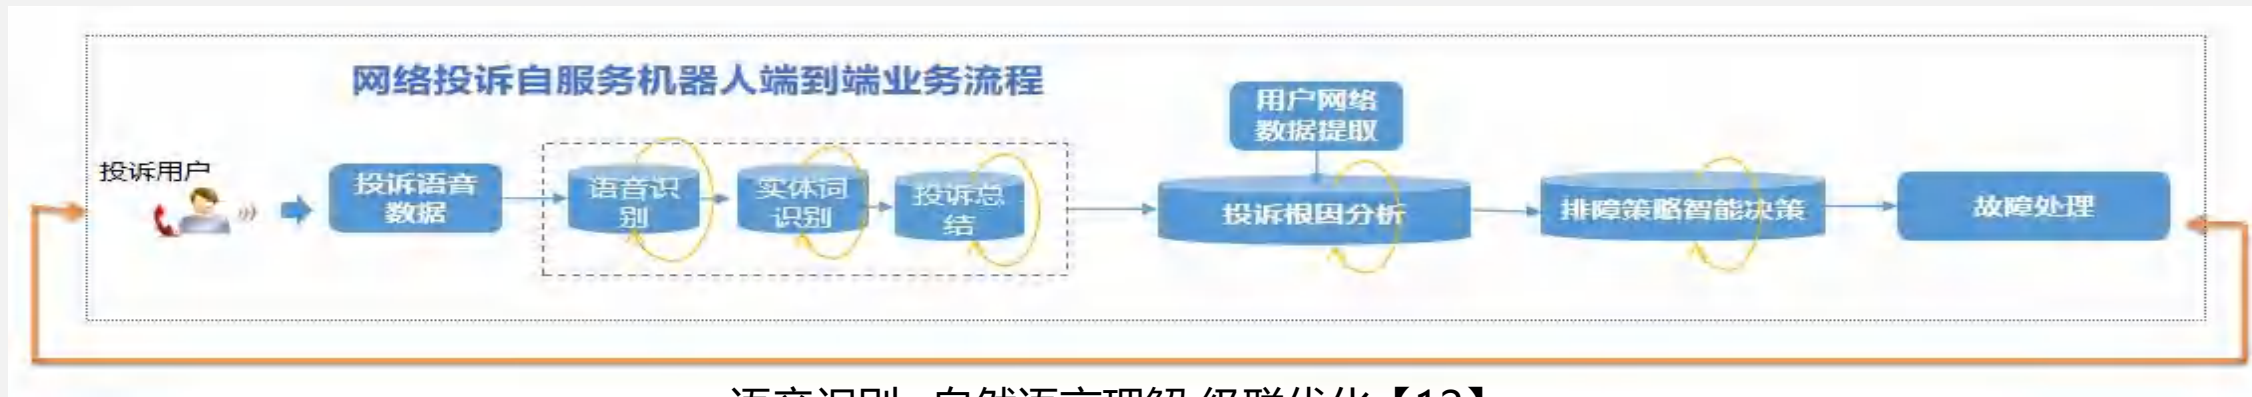 网络投诉自服务机器人端到端业务流程
用户网络
数据提取
投诉用户
投诉语音
数据
语音识
别
实体词
识别
投诉总
结
投诉根因分析
排障策略智能决策
故障处理